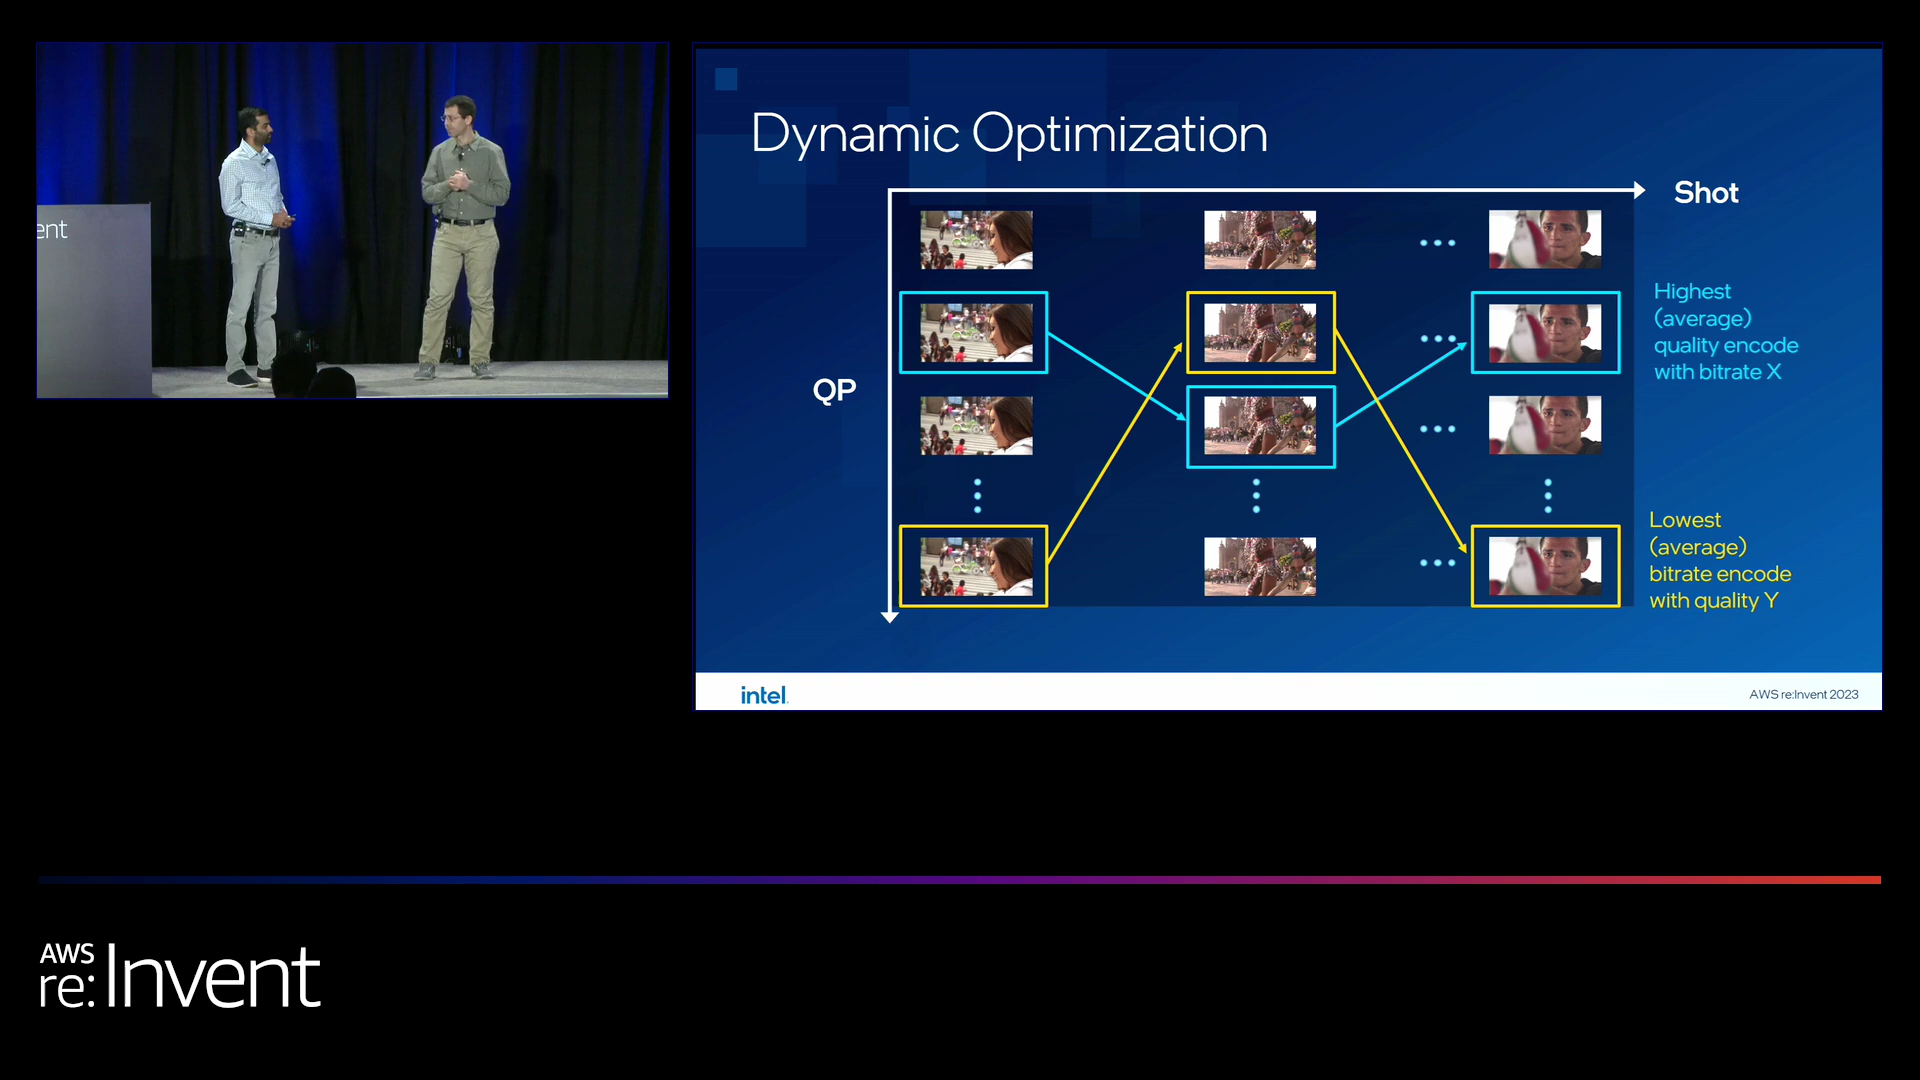 ent
Dynamic Optimization
Shot
QP
Highest
(average)
quality encode
with bitrate X
Lowest
(average)
bitrate encode
with quality Y
intel.
AWS re:Invent 2023
AWS
re:Invent